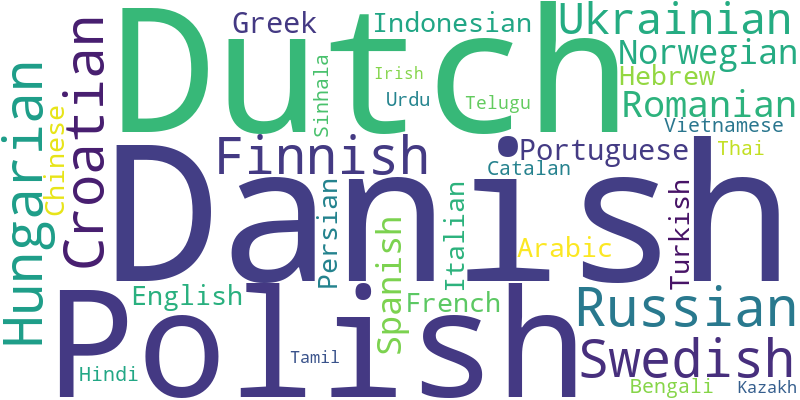 Dutch
Greek
Indonesian
Ukrainian
Norwegian
Hebrew
Romanian
Vietnamese
Thai
Irish
Urdu
Telugu
Sinhala
Hungarian
Chinese
Croatian
Finnish
Portuguese
Catalan
Danish
Persian
Spanish
Italian
Arabic
Turkish
English
French
Russian
Polish
Swedish
Hindi
Tamil
Bengali
Kazakh